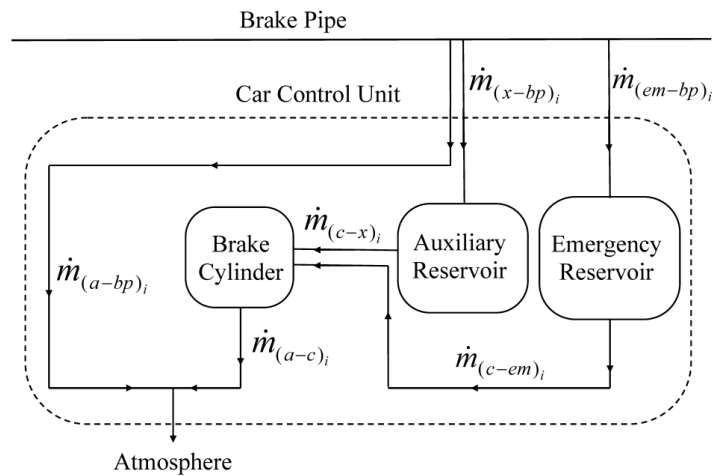 Brake Pipe
ṁ(x−bp)i
ṁ(em−bp)i
Car Control Unit
Brake
Cylinder
ṁ(c−x)i
Auxiliary
Reservoir
Emergency
Reservoir
ṁ(a−bp)i
ṁ(a−c)i
ṁ(c−em)i
Atmosphere